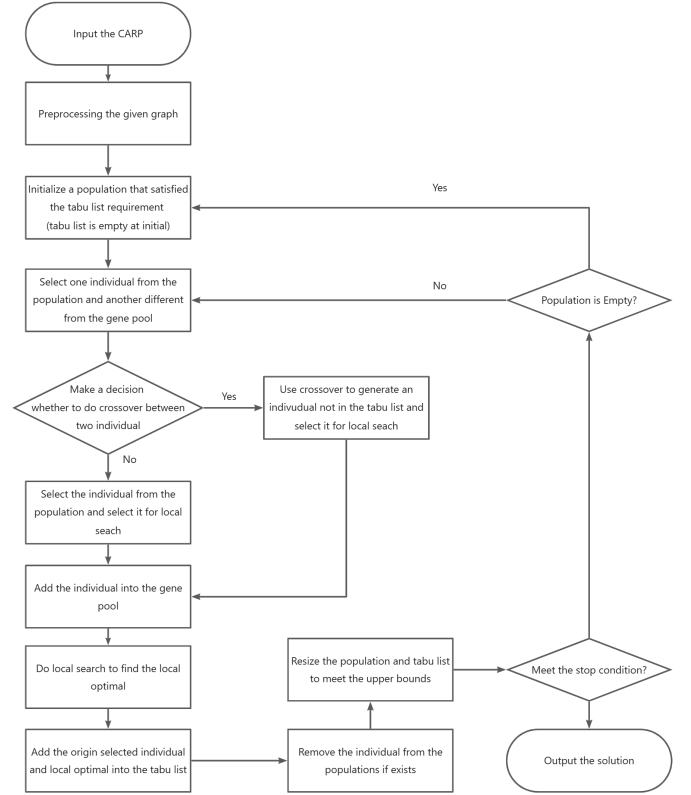 Input the CARP
Preprocessing the given graph
Initialize a population that satisfied
the tabu list requirement
(tabu list is empty at initial)
Yes
Select one individual from the
population and another different
from the gene pool
No
Population is Empty?
Make a decision
whether to do crossover between
two individual
Yes
Use crossover to generate an
indivudual not in the tabu list and
select it for local seach
No
Select the individual from the
population and select it for local
seach
Add the individual into the gene
pool
Do local search to find the local
optimal
Resize the population and tabu list
to meet the upper bounds
Meet the stop condition?
Add the origin selected individual
and local optimal into the tabu list
Remove the individual from the
populations if exists
Output the solution